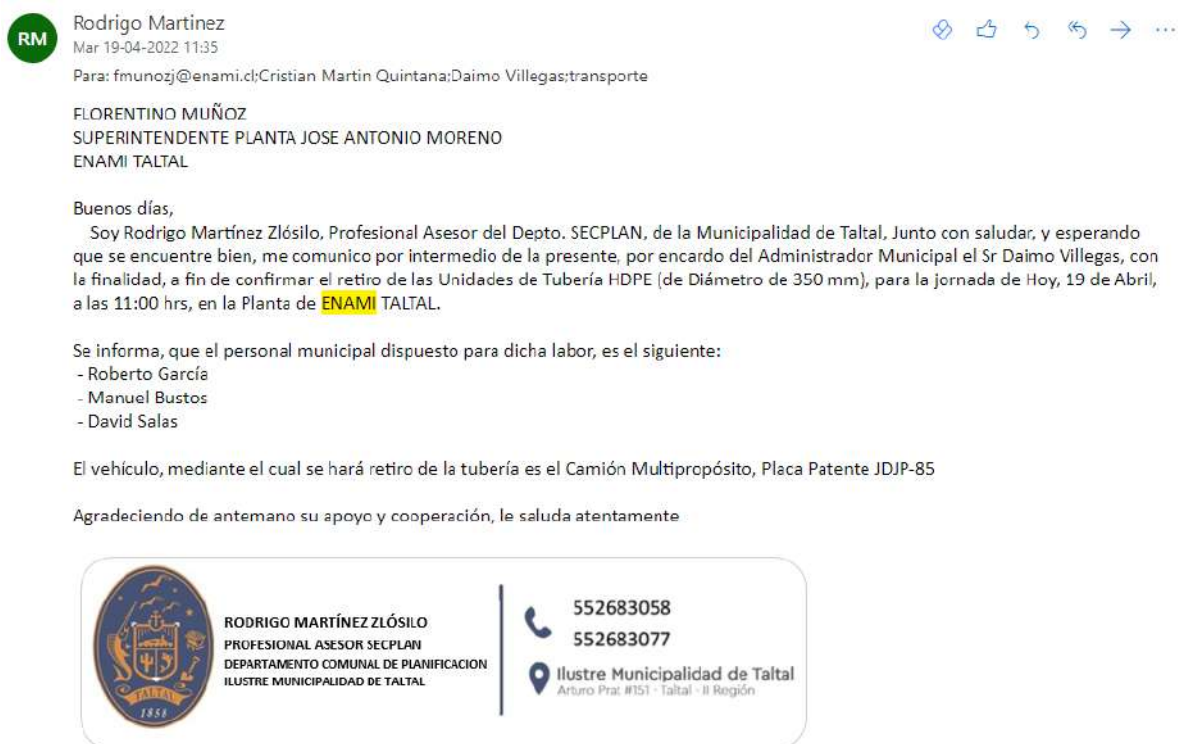 RM
Rodrigo Martinez
Mar 19-04-2022 11:35
Para: fmunozj@enami.cl;Cristian Martin Quintana;Daimo Villegas;transporte
FLORENTINO MUÑOZ
SUPERINTENDENTE PLANTA JOSE ANTONIO MORENO
ENAMI TALTAL
Buenos días,
Soy Rodrigo Martínez Zlósilo, Profesional Asesor del Depto. SECPLAN, de la Municipalidad de Taltal, Junto con saludar, y esperando
que se encuentre bien, me comunico por intermedio de la presente, por encardo del Administrador Municipal el Sr Daimo Villegas, con
la finalidad, a fin de confirmar el retiro de las Unidades de Tubería HDPE (de Diámetro de 350 mm), para la jornada de Hoy, 19 de Abril,
a las 11:00 hrs, en la Planta de ENAMI TALTAL.
Se informa, que el personal municipal dispuesto para dicha labor, es el siguiente:
- Roberto García
- Manuel Bustos
- David Salas
El vehículo, mediante el cual se hará retiro de la tubería es el Camión Multipropósito, Placa Patente JDJP-85
Agradeciendo de antemano su apoyo y cooperación, le saluda atentamente
TALTAL
1858
RODRIGO MARTÍNEZ ZLÓSILO
PROFESIONAL ASESOR SECPLAN
DEPARTAMENTO COMUNAL DE PLANIFICACION
ILUSTRE MUNICIPALIDAD DE TALTAL
552683058
552683077
Ilustre Municipalidad de Taltal
Arturo Prat #151 - Taltal - II Región